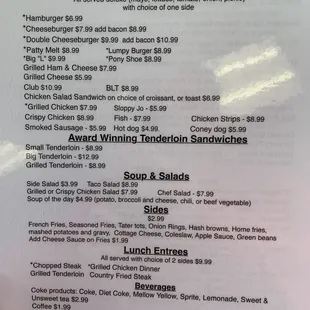 with choice of one side
*Hamburger $6.99
*Cheeseburger $7.99 add bacon $8.99
*Double Cheeseburger $9.99 add bacon $10.99
*Patty Melt $8.99 *Lumpy Burger $8.99
*Big "L" $9.99 *Pony Shoe $8.99
Grilled Ham & Cheese $7.99
Grilled Cheese $5.99
Club $10.99 BLT $8.99
Chicken Salad Sandwich on choice of croissant, or toast $6.99
*Grilled Chicken $7.99 Sloppy Jo - $5.99
Crispy Chicken $8.99 Fish - $7.99 Chicken Strips - $8.99
Smoked Sausage - $5.99 Hot dog $4.99 Coney dog $5.99
Award Winning Tenderloin Sandwiches
Small Tenderloin - $8.99
Big Tenderloin - $12.99
Grilled Tenderloin - $8.99
Soup & Salads
Side Salad $3.99 Taco Salad $8.99
Grilled or Crispy Chicken Salad $7.99 Chef Salad - $7.99
Soup of the day $4.99 (potato, broccoli and cheese, chili, or beef vegetable)
Sides
$2.99
French Fries, Seasoned Fries, Tater tots, Onion Rings, Hash browns, Home fries,
mashed potatoes and gravy. Cottage Cheese, Coleslaw, Apple Sauce, Green beans
Add Cheese Sauce on Fries $1.99
Lunch Entrees
All served with choice of 2 sides $9.99
*Chopped Steak *Grilled Chicken Dinner
Grilled Tenderloin Country Fried Steak
Beverages
Coke products: Coke, Diet Coke, Mellow Yellow, Sprite, Lemonade, Sweet &
Unsweet tea $2.99
Coffee $1.99